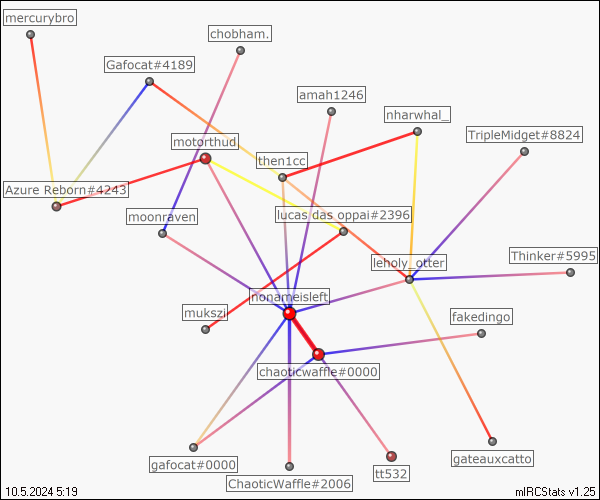 mercurybro
chobham.
Gafocat#4189
amah1246
nharwhal_
TripleMidget#8824
motorthud
then1cc
Azure Reborn#4243
moonraven
lucas das oppai#2396
leholy_otter
Thinker#5995
nonameisleft
mukszi
fakedingo
chaoticwaffle#0000
gafocat#0000
ChaoticWaffle#2006
tt532
gateauxcatto
10.5.2024 5:19
mIRCStats v1.25